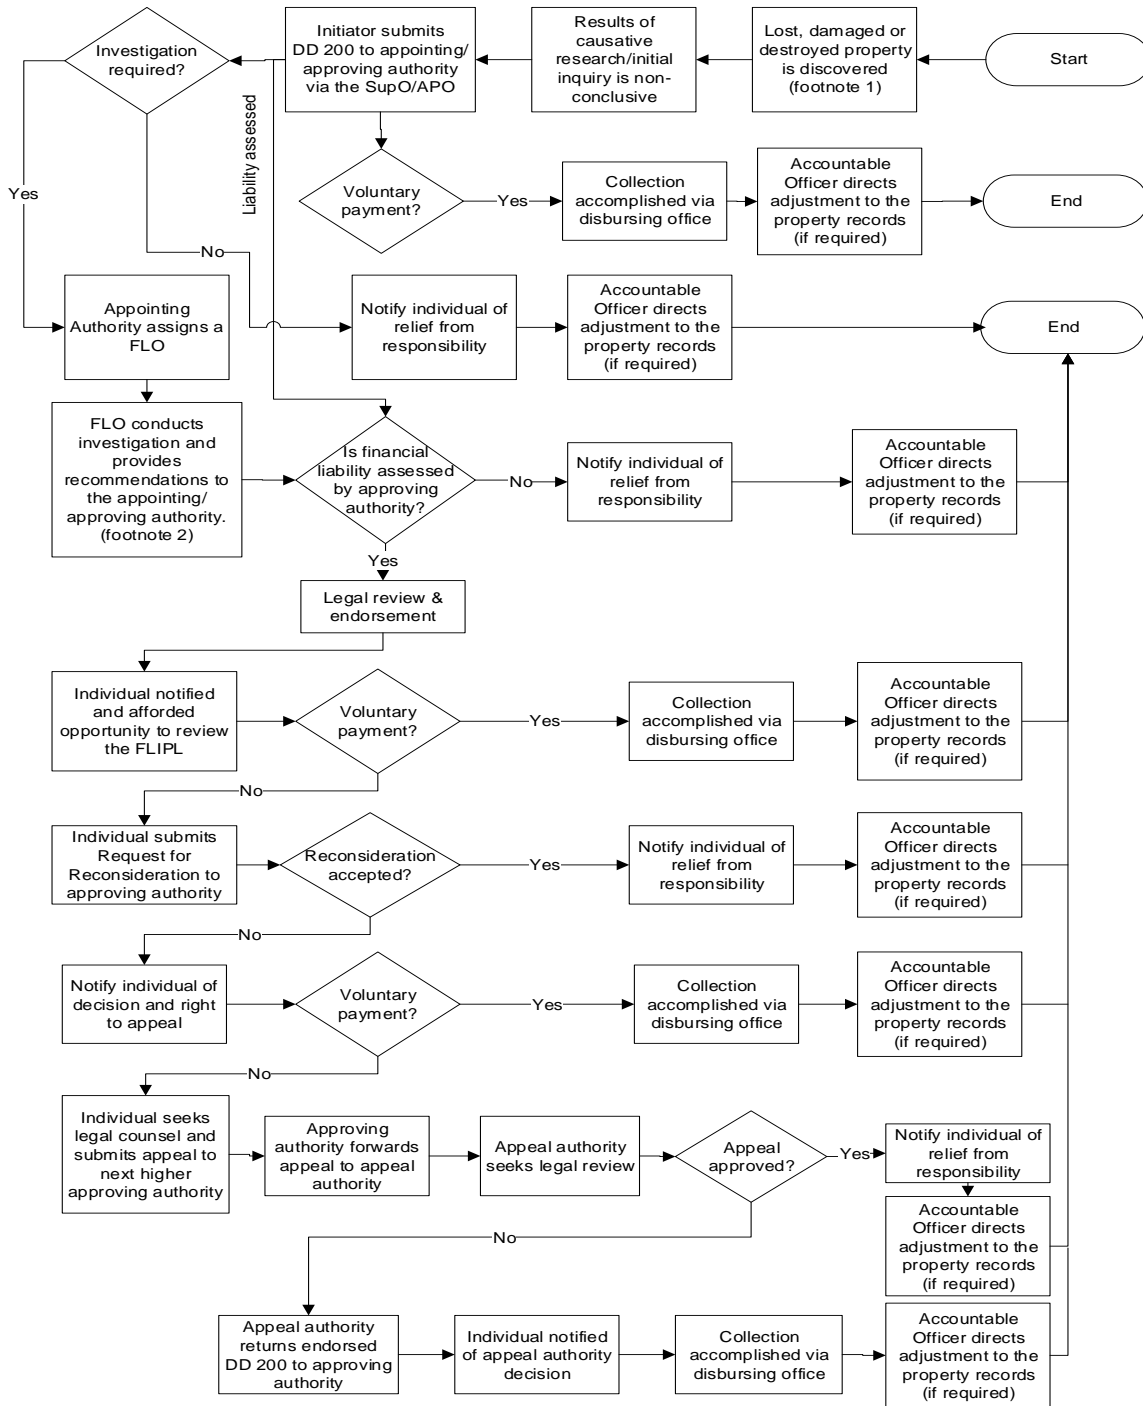 Investigation
required?
Initiator submits
DD 200 to appointing/
approving authority
via the SupO/APO
Results of
causative
research/initial
inquiry is non-
conclusive
Lost, damaged or
destroyed property
is discovered
(footnote 1)
Start
Liability assessed
Yes
Voluntary
payment?
Yes
Collection
accomplished via
disbursing office
Accountable
Officer directs
adjustment to the
property records
(if required)
End
No
Appointing
Authority assigns a
FLO
Notify individual of
relief from
responsibility
Accountable
Officer directs
adjustment to the
property records
(if required)
End
FLO conducts
investigation and
provides
recommendations to
the appointing/
approving authority.
(footnote 2)
Is financial
liability assessed
by approving
authority?
No
Notify individual of
relief from
responsibility
Accountable
Officer directs
adjustment to the
property records
(if required)
Yes
Legal review &
endorsement
Individual notified
and afforded
opportunity to review
the FLIPL
Voluntary
payment?
Yes
Collection
accomplished via
disbursing office
Accountable
Officer directs
adjustment to the
property records
(if required)
No
Individual submits
Request for
Reconsideration to
approving authority
Reconsideration
accepted?
Yes
Notify individual of
relief from
responsibility
Accountable
Officer directs
adjustment to the
property records
(if required)
No
Notify individual of
decision and right
to appeal
Voluntary
payment?
Yes
Collection
accomplished via
disbursing office
Accountable
Officer directs
adjustment to the
property records
(if required)
No
Individual seeks
legal counsel and
submits appeal to
next higher
approving authority
Approving
authority forwards
appeal to appeal
authority
Appeal authority
seeks legal review
Appeal
approved?
Yes
Notify individual of
relief from
responsibility
Accountable
Officer directs
adjustment to the
property records
(if required)
No
Appeal authority
returns endorsed
DD 200 to approving
authority
Individual notified
of appeal authority
decision
Collection
accomplished via
disbursing office
Accountable
Officer directs
adjustment to the
property records
(if required)